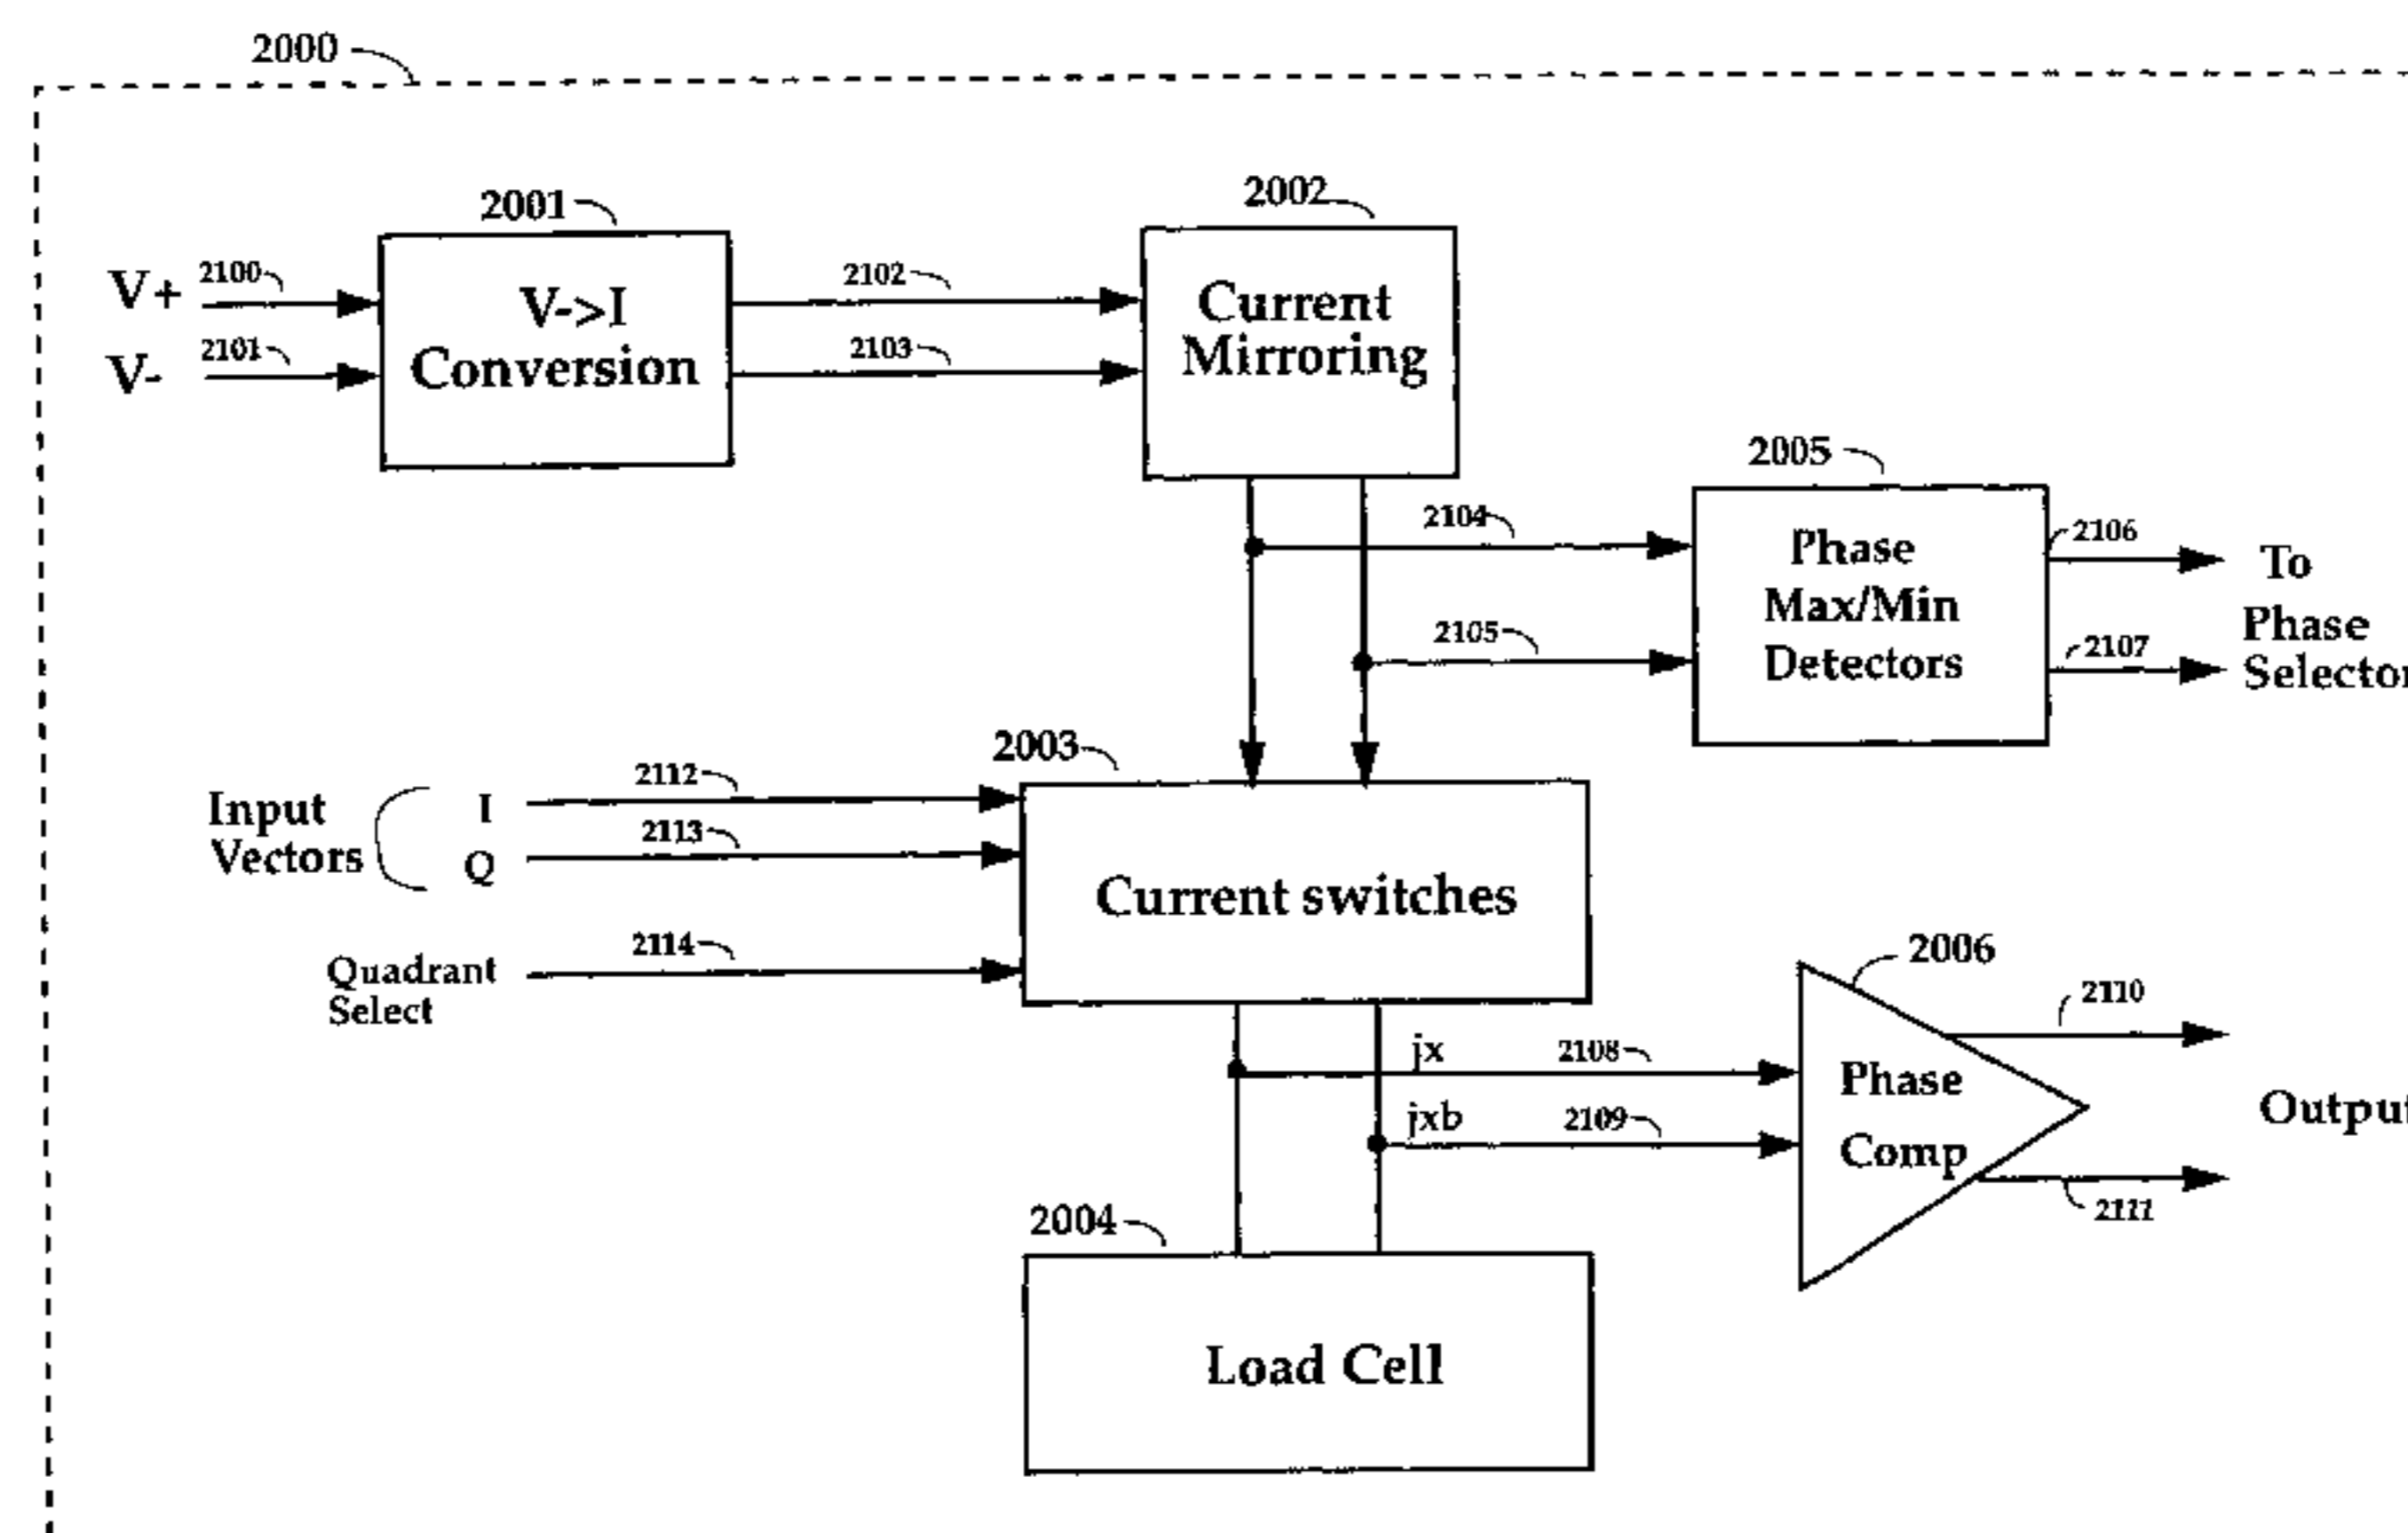 2000
2001
2002
V+
2100
V->I
Conversion
2102
Current
Mirroring
V-
2101
2103
2005
2104
Phase
Max/Min
Detectors
2106
To
Phase
Selector
2105
2107
2003
Input
Vectors
I
2112
Q
2113
Current switches
Quadrant
Select
2114
2006
2110
jx
2108
Phase
Comp
Output
jxb
2109
2111
2004
Load Cell